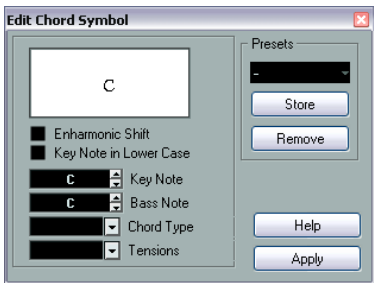 Edit Chord Symbol
C
Enharmonic Shift
Key Note in Lower Case
C Key Note
C Bass Note
Chord Type
Tensions
Presets
-
Store
Remove
Help
Apply